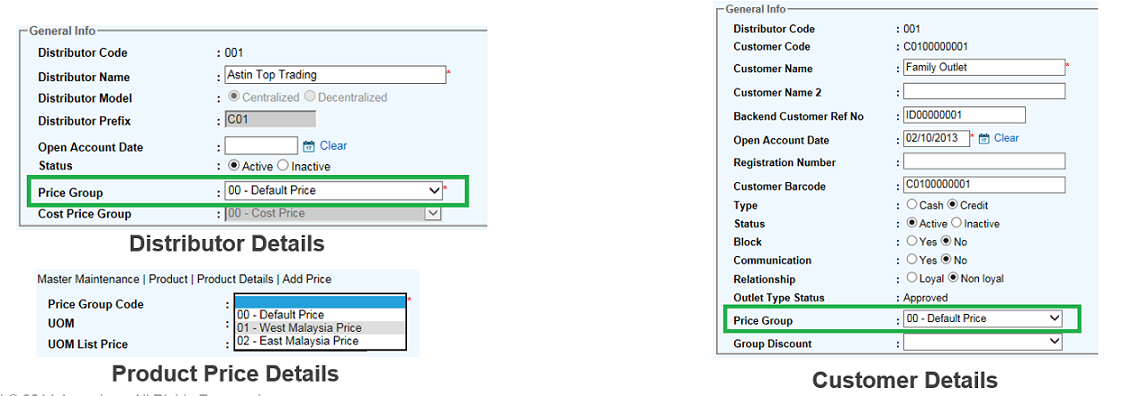 General Info
Distributor Code : 001
Distributor Name : Astin Top Trading *
Distributor Model : Centralized Decentralized
Distributor Prefix : C01
Open Account Date : Clear
Status : Active Inactive
Price Group : 00 - Default Price *
Cost Price Group : 00 - Cost Price
Distributor Details
Master Maintenance | Product | Product Details | Add Price
Price Group Code : *
00 - Default Price
UOM : 01 - West Malaysia Price
UOM List Price : 02 - East Malaysia Price
Product Price Details
General Info
Distributor Code : 001
Customer Code : C0100000001
Customer Name : Family Outlet *
Customer Name 2 :
Backend Customer Ref No : ID00000001
Open Account Date : 02/10/2013 * Clear
Registration Number :
Customer Barcode : C0100000001
Type : Cash Credit
Status : Active Inactive
Block : Yes No
Communication : Yes No
Relationship : Loyal Non loyal
Outlet Type Status : Approved
Price Group : 00 - Default Price
Group Discount :
Customer Details